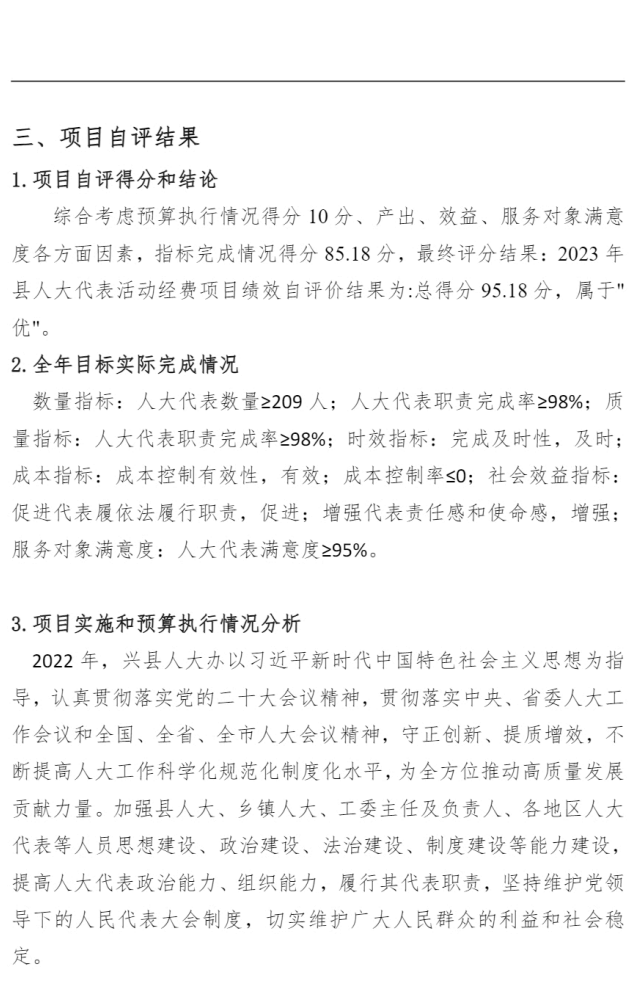 三、项目自评结果
1.项目自评得分和结论
综合考虑预算执行情况得分 10 分、产出、效益、服务对象满意
度各方面因素，指标完成情况得分 85.18 分，最终评分结果：2023 年
县人大代表活动经费项目绩效自评价结果为:总得分 95.18 分，属于"
优"。
2.全年目标实际完成情况
数量指标：人大代表数量≥209 人；人大代表职责完成率≥98%；质
量指标：人大代表职责完成率≥98%；时效指标：完成及时性，及时；
成本指标：成本控制有效性，有效；成本控制率≤0；社会效益指标：
促进代表履依法履行职责，促进；增强代表责任感和使命感，增强；
服务对象满意度：人大代表满意度≥95%。
3.项目实施和预算执行情况分析
2022 年，兴县人大办以习近平新时代中国特色社会主义思想为指
导，认真贯彻落实党的二十大会议精神，贯彻落实中央、省委人大工
作会议和全国、全省、全市人大会议精神，守正创新、提质增效，不
断提高人大工作科学化规范化制度化水平，为全方位推动高质量发展
贡献力量。加强县人大、乡镇人大、工委主任及负责人、各地区人大
代表等人员思想建设、政治建设、法治建设、制度建设等能力建设，
提高人大代表政治能力、组织能力，履行其代表职责，坚持维护党领
导下的人民代表大会制度，切实维护广大人民群众的利益和社会稳
定。